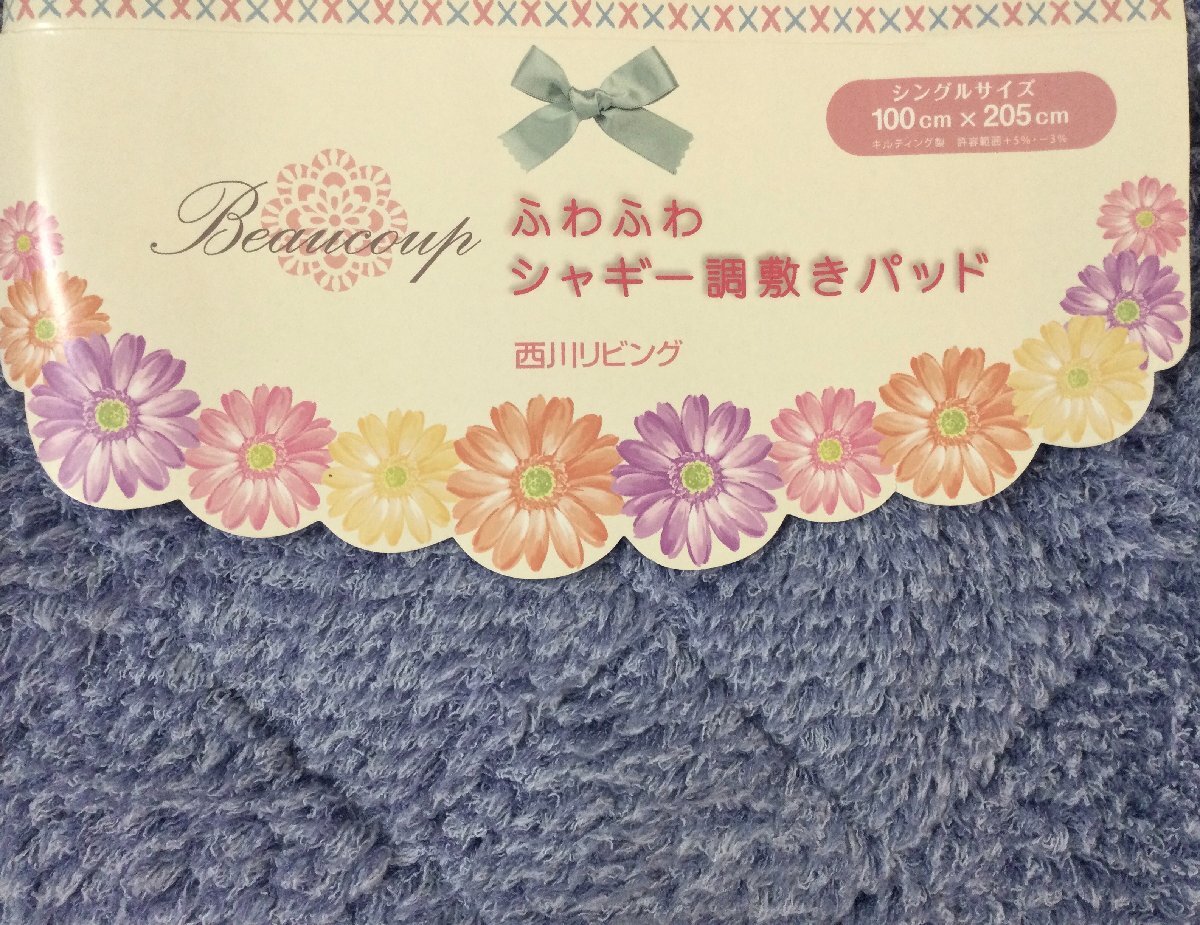 シングルサイズ
100cm×205cm
キルティング製 許容範囲+5%・−3%
Beaucoup
ふわふわ
シャギー調敷きパッド
西川リビング